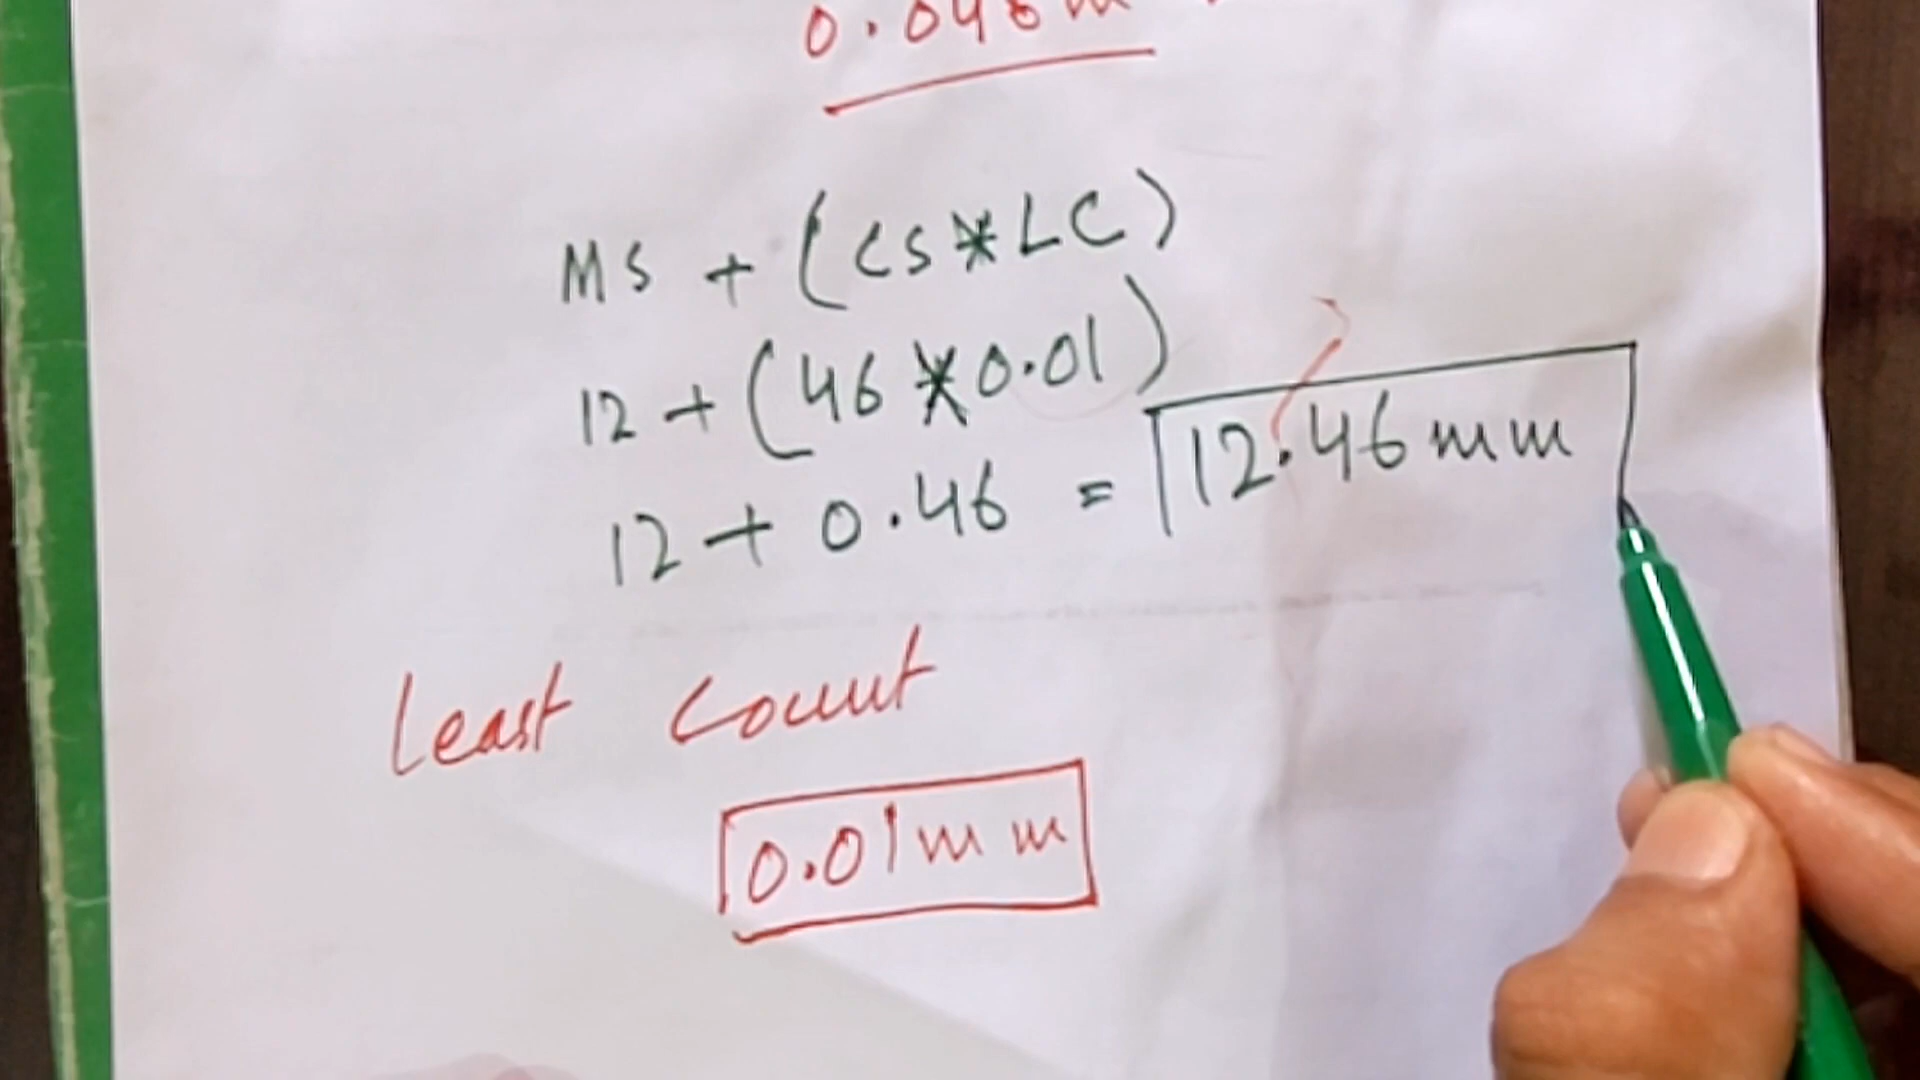 MS + (CS*LC)
12 + (46*0.01)
12 + 0.46 = 12.46mm
Least Count
0.01mm